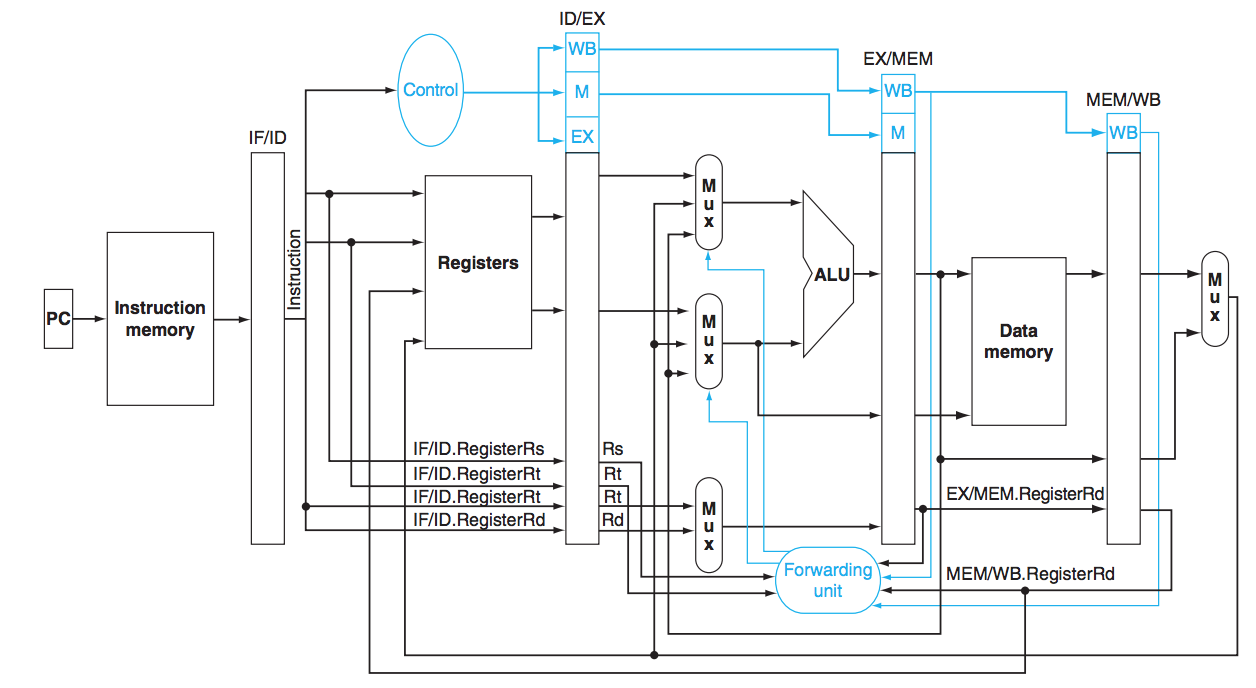 ID/EX
WB
EX/MEM
Control
M
WB
MEM/WB
IF/ID
EX
M
WB
M
u
x
Instruction
Registers
ALU
M
u
x
PC
Instruction
memory
M
u
x
Data
memory
IF/ID.RegisterRs
Rs
IF/ID.RegisterRt
Rt
IF/ID.RegisterRt
Rt
IF/ID.RegisterRd
Rd
M
u
x
EX/MEM.RegisterRd
Forwarding
unit
MEM/WB.RegisterRd